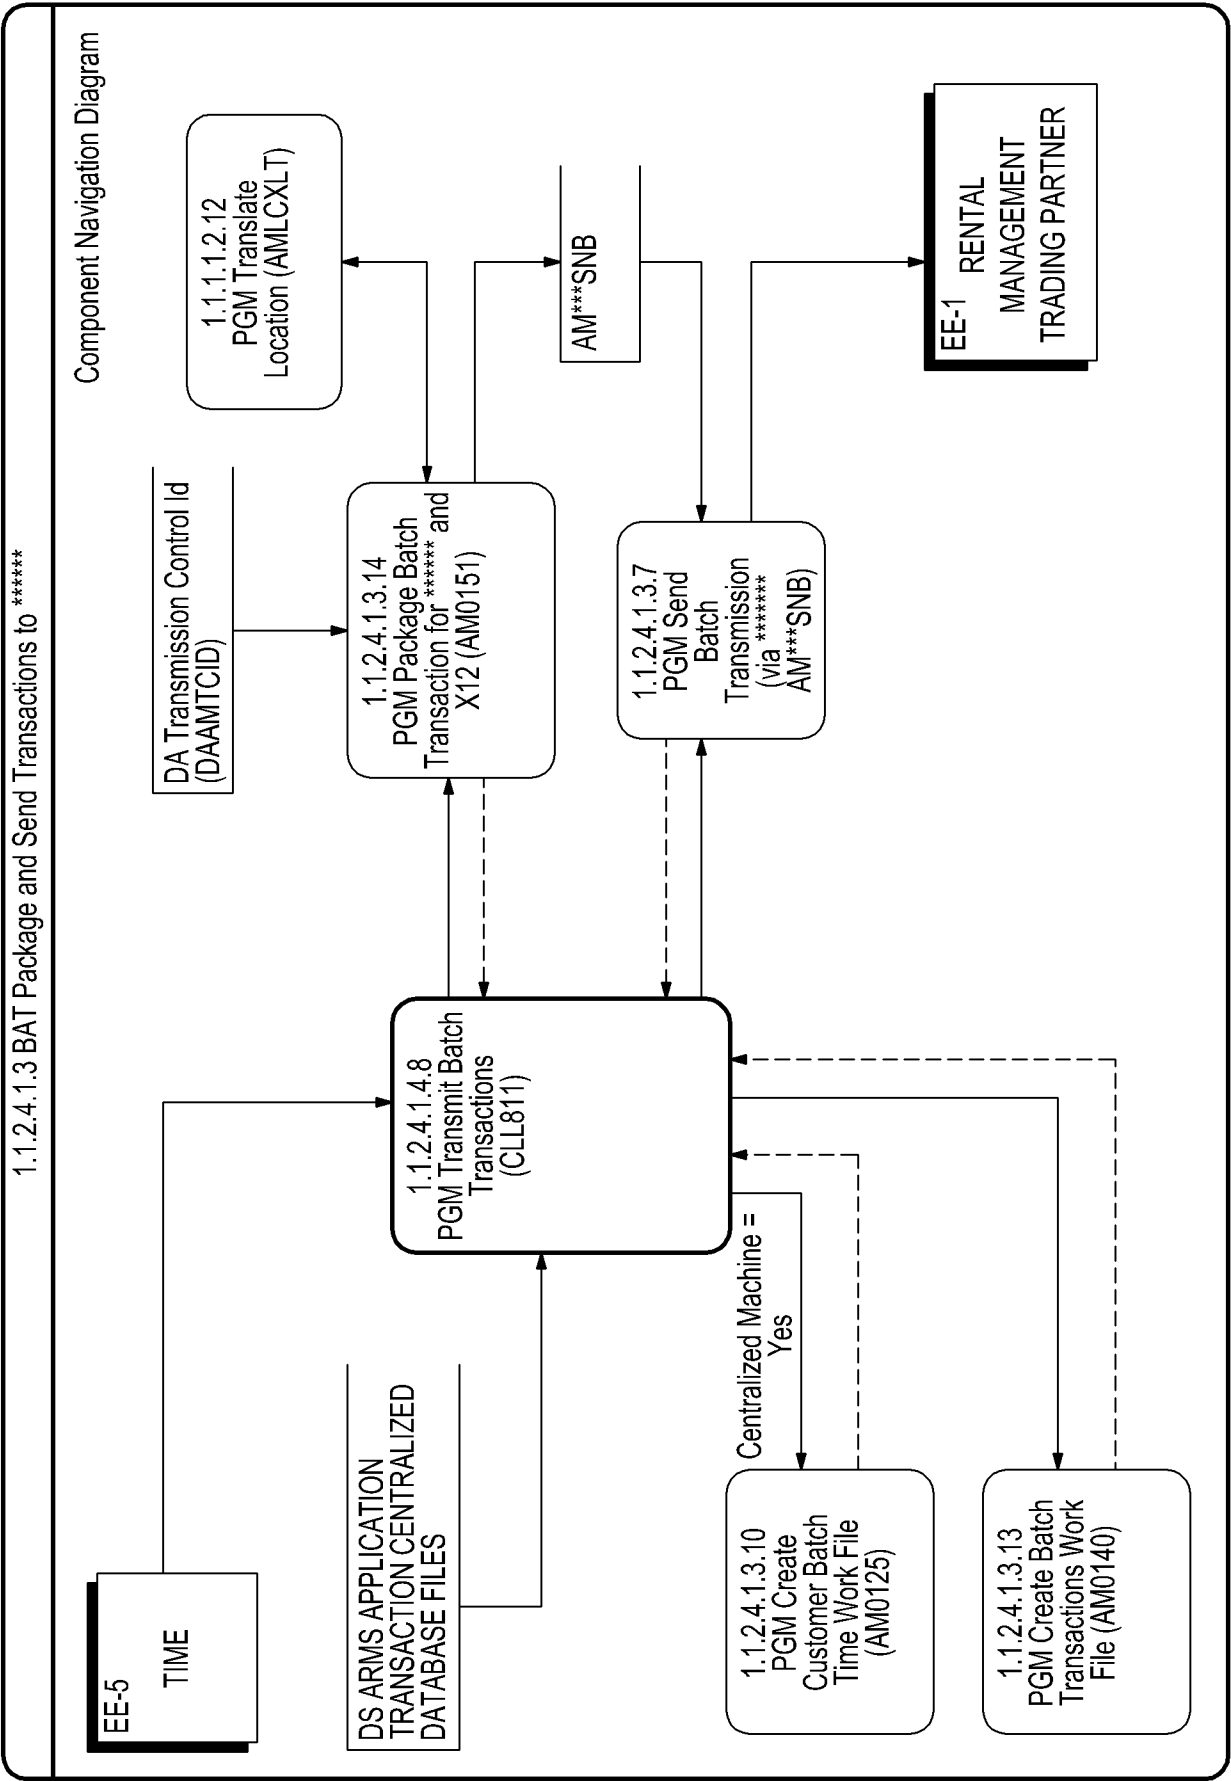 1.1.2.4.1.3 BAT Package and Send Transactions to ******
Component Navigation Diagram
EE-5
TIME
DS ARMS APPLICATION
TRANSACTION CENTRALIZED
DATABASE FILES
1.1.2.4.1.4.8
PGM Transmit Batch
Transactions
(CLL811)
DA Transmission Control Id
(DAAMTCID)
1.1.2.4.1.3.14
PGM Package Batch
Transaction for ****** and
X12 (AM0151)
1.1.1.1.2.12
PGM Translate
Location (AMLCXLT)
AM***SNB
1.1.2.4.1.3.7
PGM Send
Batch
Transmission
(via *******
AM***SNB)
EE-1
RENTAL
MANAGEMENT
TRADING PARTNER
Centralized Machine =
Yes
1.1.2.4.1.3.10
PGM Create
Customer Batch
Time Work File
(AM0125)
1.1.2.4.1.3.13
PGM Create Batch
Transactions Work
File (AM0140)